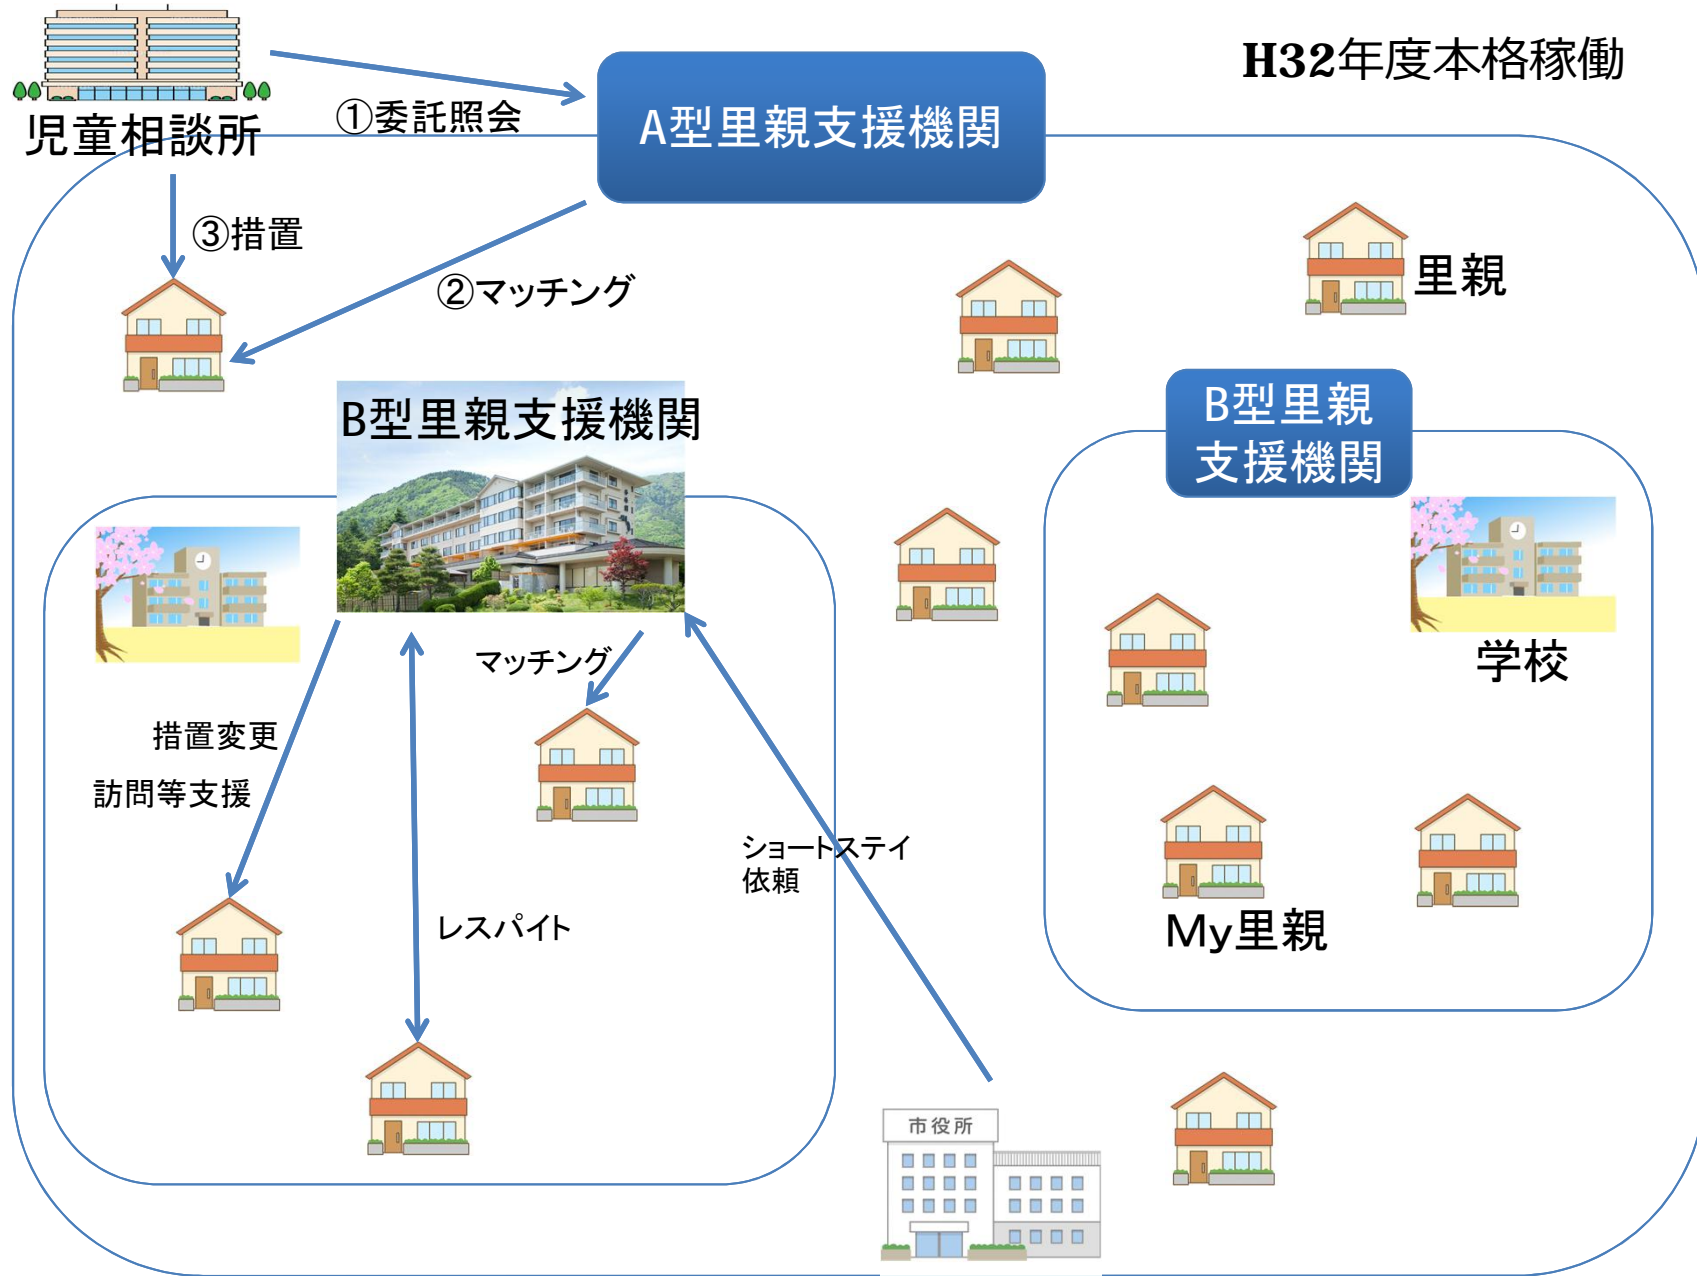 H32年度本格稼働
児童相談所
①委託照会
A型里親支援機関
③措置
②マッチング
里親
B型里親支援機関
B型里親
支援機関
学校
マッチング
措置変更
訪問等支援
ショートステイ
依頼
レスパイト
My里親
市役所